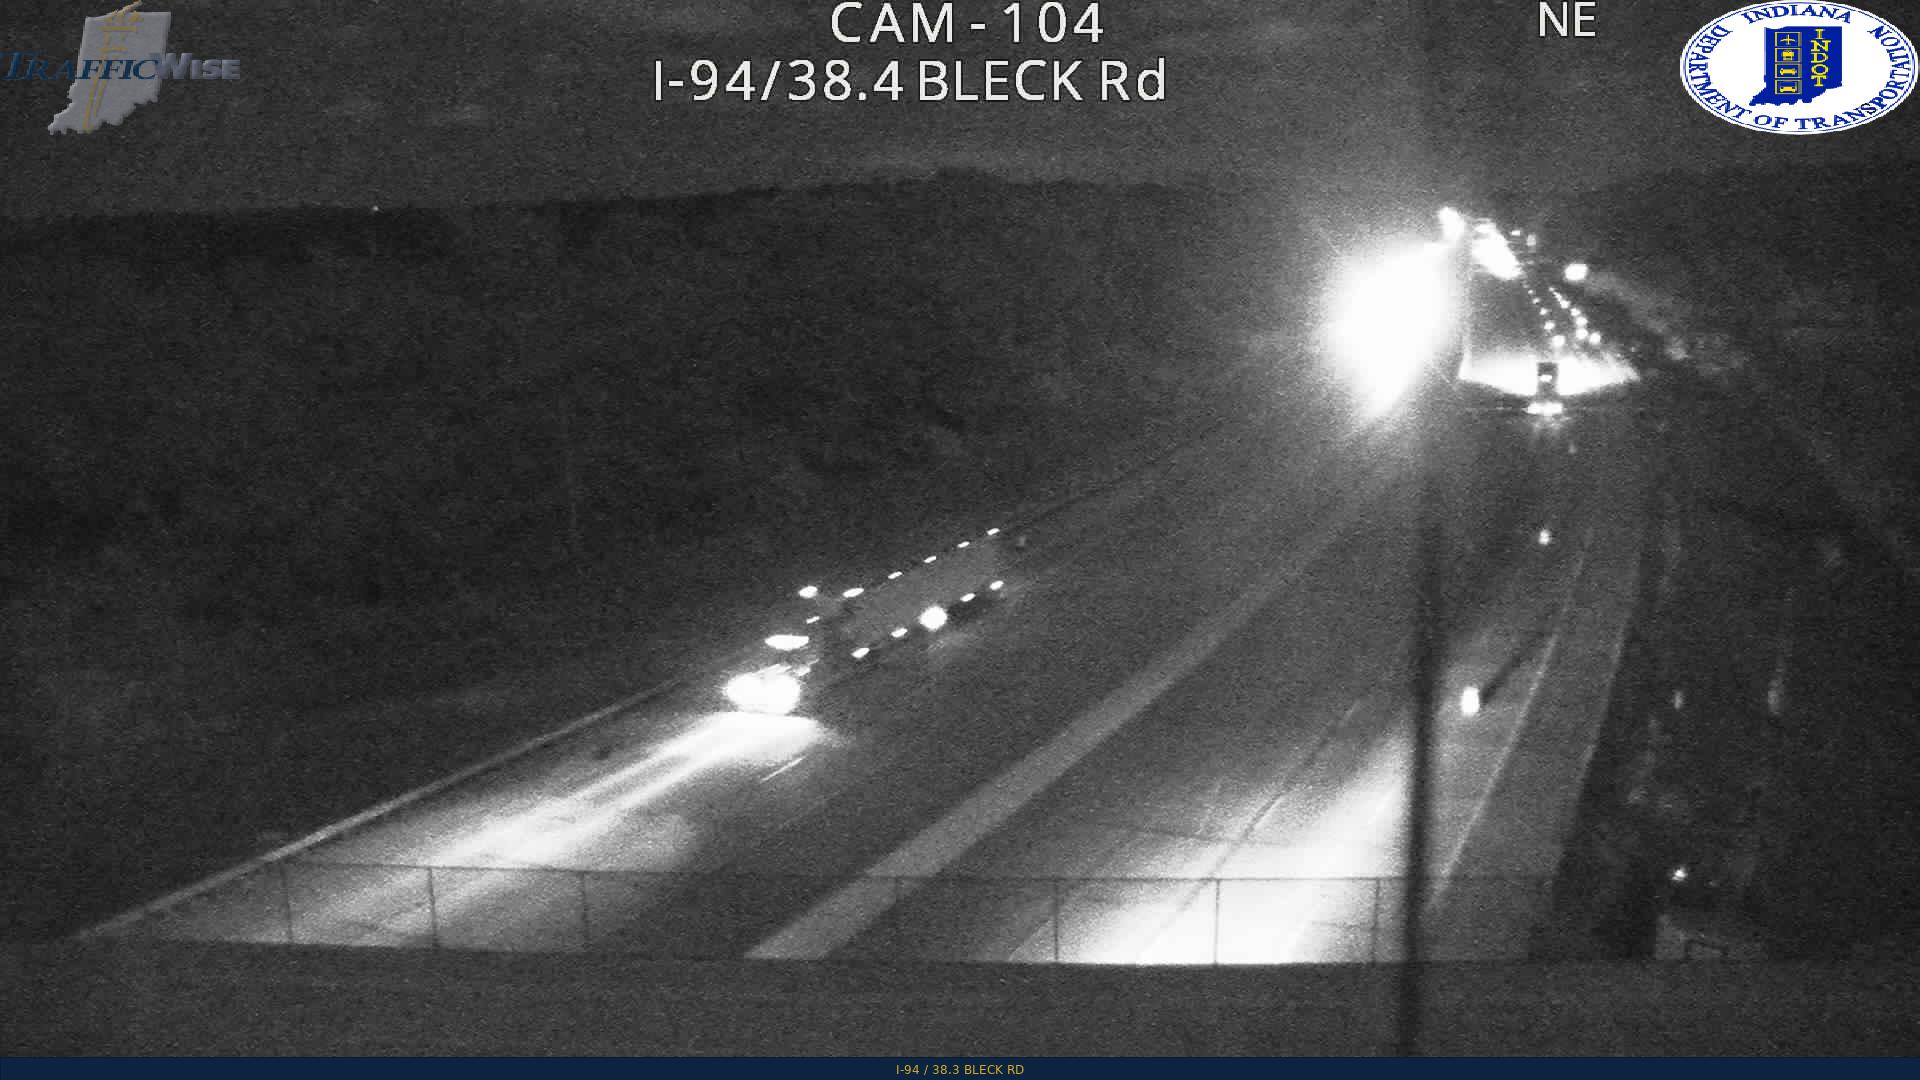 TRAFFICWISE
CAM-104
I-94/38.4 BLECK Rd
NE
INDIANA
DEPARTMENT OF TRANSPORTATION
INDOT
I-94 / 38.3 BLECK RD